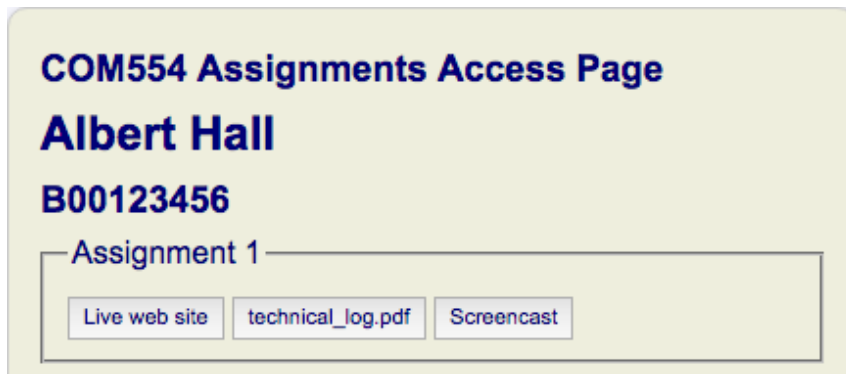 COM554 Assignments Access Page
Albert Hall
B00123456
Assignment 1
Live web site technical_log.pdf Screencast